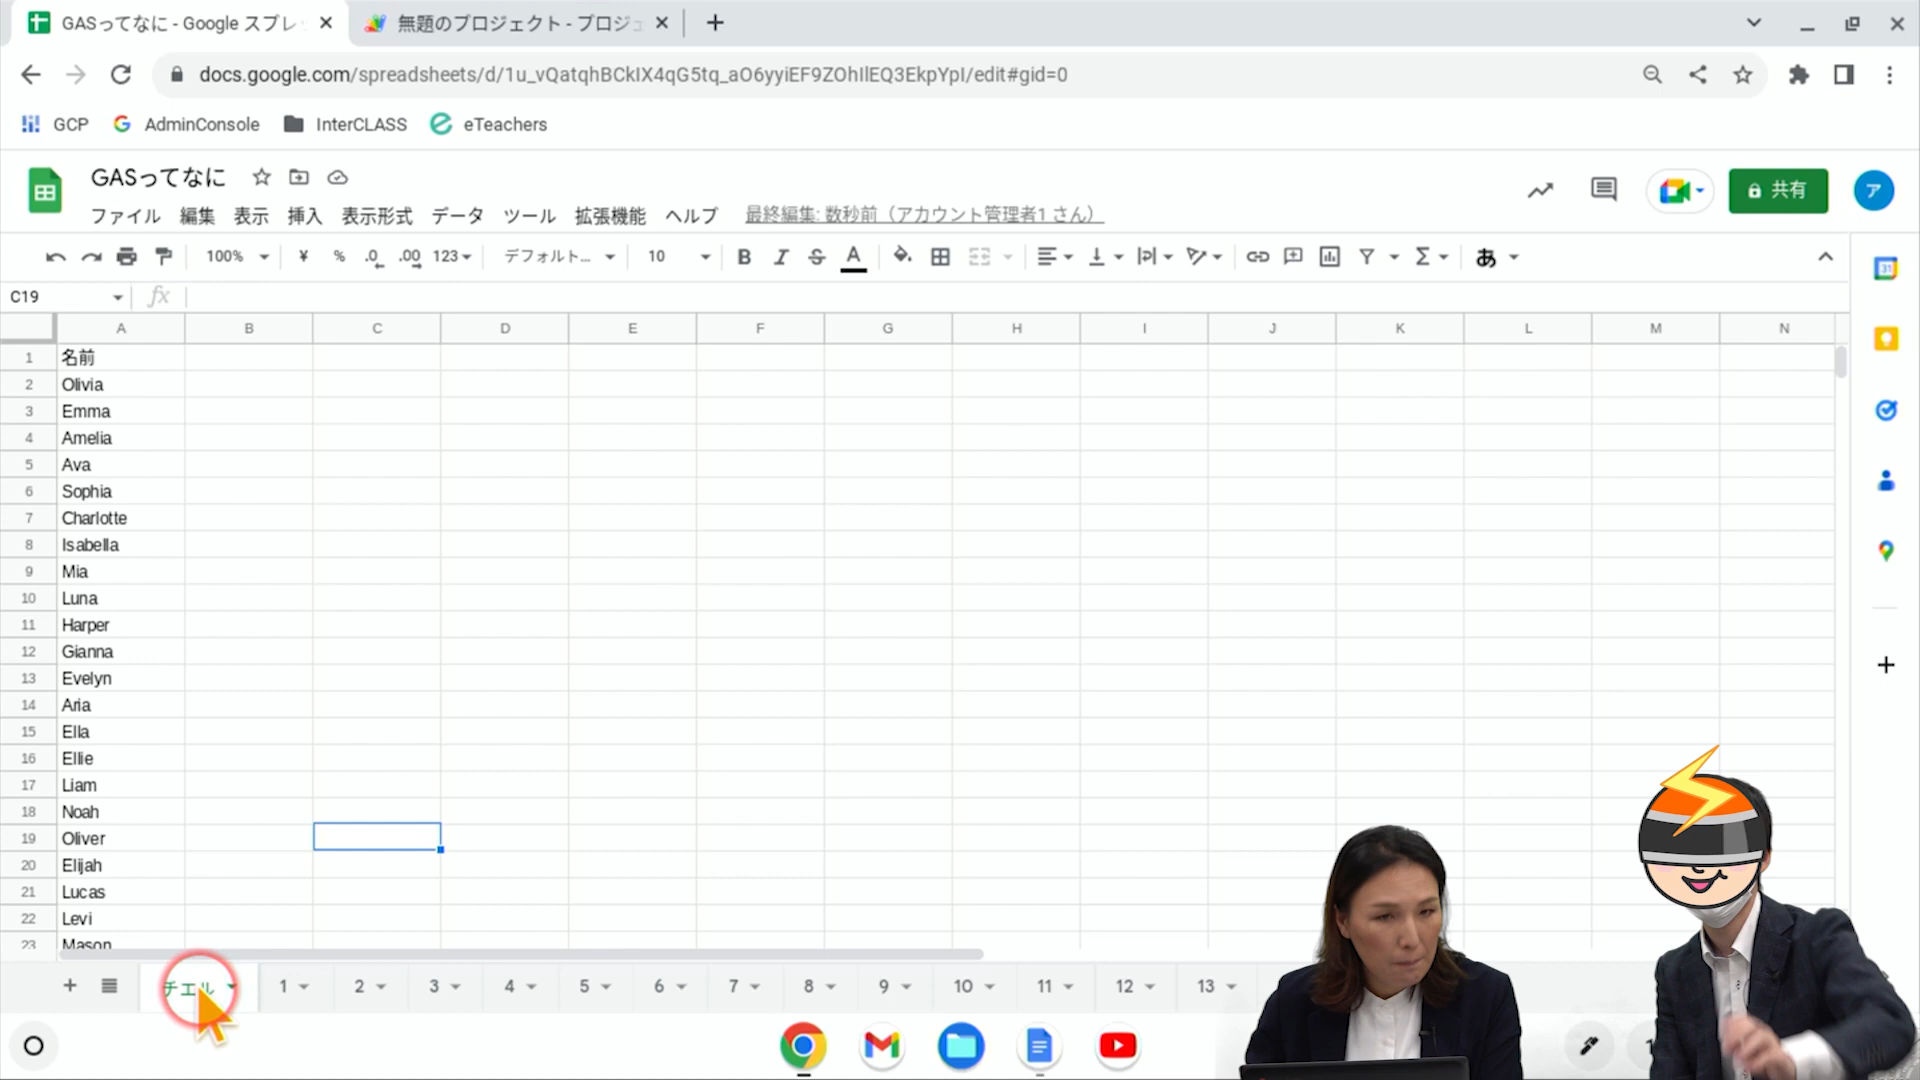 GASってなに - Google スプレ
無題のプロジェクト - プロジェ
docs.google.com/spreadsheets/d/1u_vQatqhBCkIX4qG5tq_aO6yyiEF9ZOhIlEQ3EkpYpI/edit#gid=0
GCP AdminConsole InterCLASS eTeachers
GASってなに
共有 ア
ファイル 編集 表示 挿入 表示形式 データ ツール 拡張機能 ヘルプ 最終編集: 数秒前（アカウント管理者1 さん）
100% ¥ % .0 .00 123 デフォルト... 10 B I S A Σ あ
C19 fx
A B C D E F G H I J K L M N
1 名前
2 Olivia
3 Emma
4 Amelia
5 Ava
6 Sophia
7 Charlotte
8 Isabella
9 Mia
10 Luna
11 Harper
12 Gianna
13 Evelyn
14 Aria
15 Ella
16 Ellie
17 Liam
18 Noah
19 Oliver
20 Elijah
21 Lucas
22 Levi
23 Mason
チエル 1 2 3 4 5 6 7 8 9 10 11 12 13